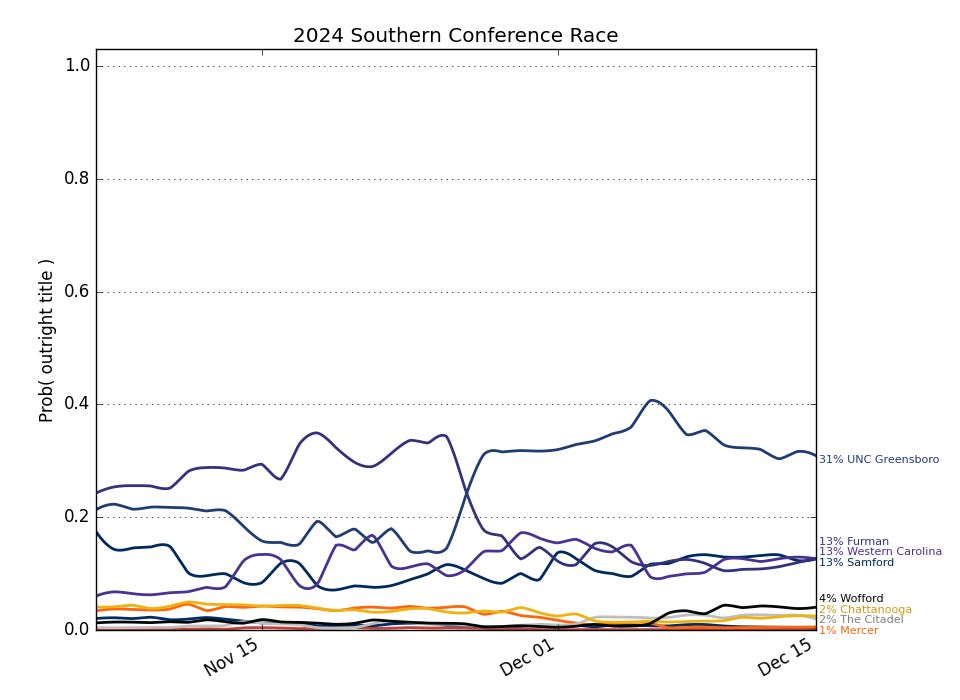 2024 Southern Conference Race
Prob( outright title )
1.0
0.8
0.6
0.4
0.2
0.0
31% UNC Greensboro
13% Furman
13% Western Carolina
13% Samford
4% Wofford
2% Chattanooga
2% The Citadel
1% Mercer
Nov 15
Dec 01
Dec 15